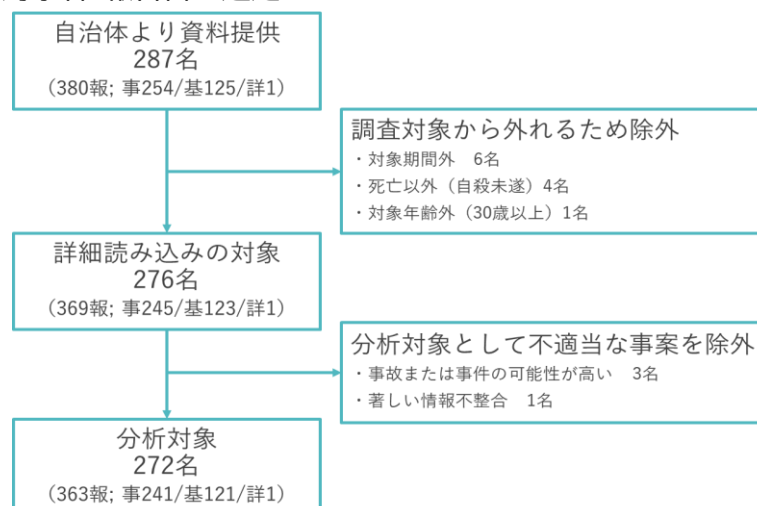 自治体より資料提供
287名
（380報; 事254/基125/詳1）
調査対象から外れるため除外
・対象期間外　6名
・死亡以外（自殺未遂）4名
・対象年齢外（30歳以上）1名
詳細読み込みの対象
276名
（369報; 事245/基123/詳1）
分析対象として不適当な事案を除外
・事故または事件の可能性が高い　3名
・著しい情報不整合　1名
分析対象
272名
（363報; 事241/基121/詳1）